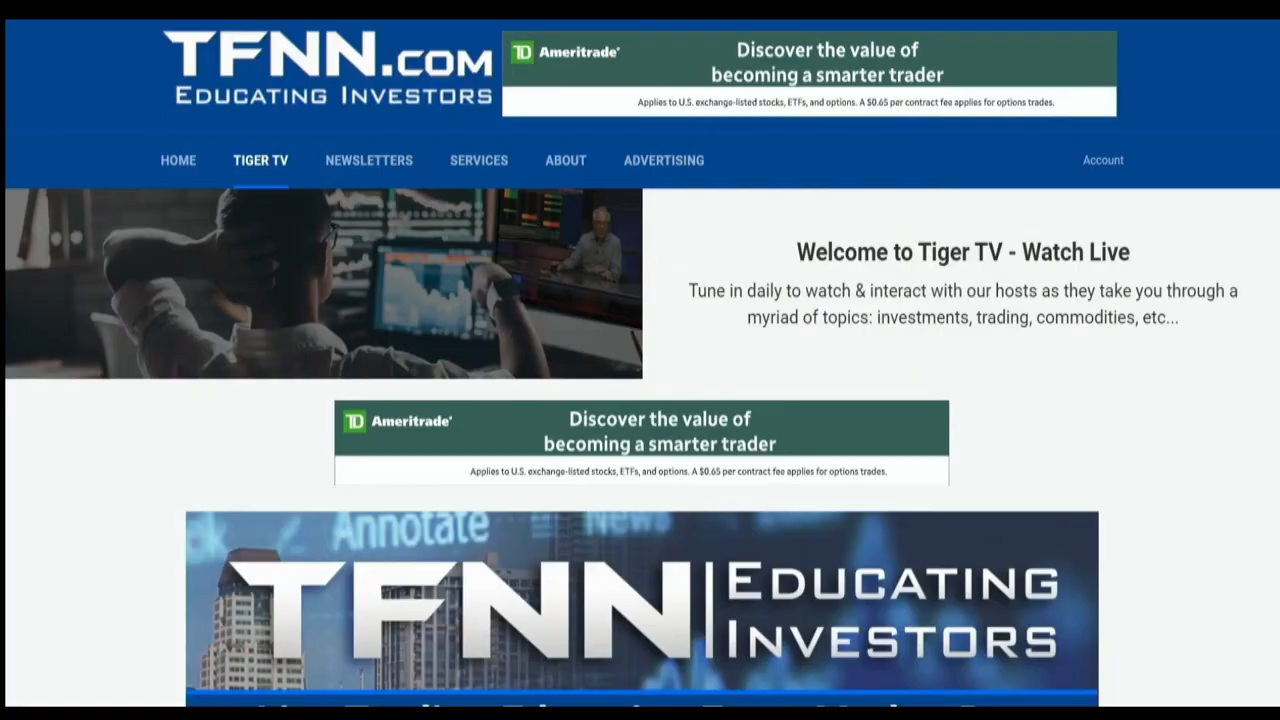 TFNN.COM
EDUCATING INVESTORS
TD Ameritrade
Discover the value of
becoming a smarter trader
Applies to U.S. exchange-listed stocks, ETFs, and options. A $0.65 per contract fee applies for options trades.
HOME TIGER TV NEWSLETTERS SERVICES ABOUT ADVERTISING Account
Welcome to Tiger TV - Watch Live
Tune in daily to watch & interact with our hosts as they take you through a
myriad of topics: investments, trading, commodities, etc...
TD Ameritrade
Discover the value of
becoming a smarter trader
Applies to U.S. exchange-listed stocks, ETFs, and options. A $0.65 per contract fee applies for options trades.
Annotate News
TFNN EDUCATING
INVESTORS